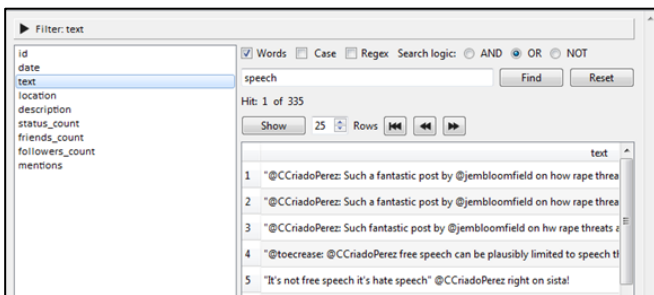 Filter: text
id
date
text
location
description
status_count
friends_count
followers_count
mentions
Words Case Regex Search logic: AND OR NOT
speech Find Reset
Hit: 1 of 335
Show 25 Rows
text
1 "@CCriadoPerez: Such a fantastic post by @jembloomfield on how rape threa
2 "@CCriadoPerez: Such a fantastic post by @jembloomfield on how rape threa
3 "@CCriadoPerez: Such fantastic post by @jembloomfield on hw rape threats a
4 "@toecrease: @CCriadoPerez free speech can be plausibly limited to speech th
5 "It's not free speech it's hate speech" @CCriadoPerez right on sista!